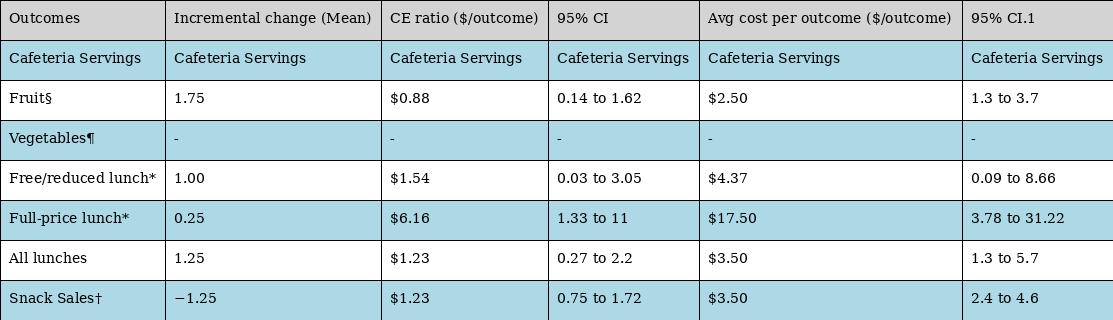 Outcomes Incremental change (Mean) CE ratio ($/outcome) 95% CI Avg cost per outcome ($/outcome) 95% CI.1
Cafeteria Servings Cafeteria Servings Cafeteria Servings Cafeteria Servings Cafeteria Servings Cafeteria Servings
Fruit§ 1.75 $0.88 0.14 to 1.62 $2.50 1.3 to 3.7
Vegetables¶ - - - - -
Free/reduced lunch* 1.00 $1.54 0.03 to 3.05 $4.37 0.09 to 8.66
Full-price lunch* 0.25 $6.16 1.33 to 11 $17.50 3.78 to 31.22
All lunches 1.25 $1.23 0.27 to 2.2 $3.50 1.3 to 5.7
Snack Sales† −1.25 $1.23 0.75 to 1.72 $3.50 2.4 to 4.6